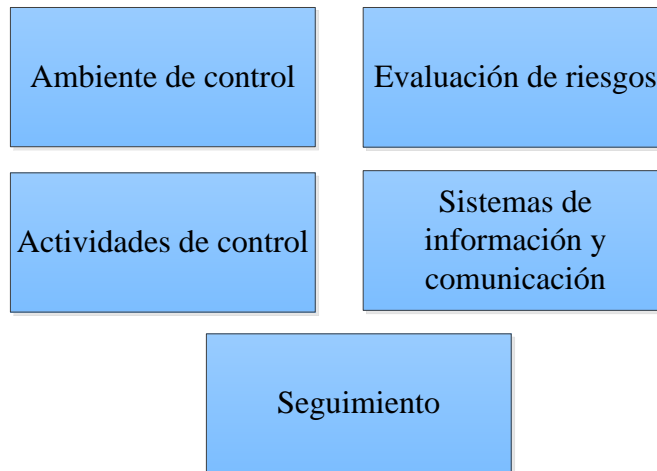 Ambiente de control
Evaluación de riesgos
Actividades de control
Sistemas de
información y
comunicación
Seguimiento